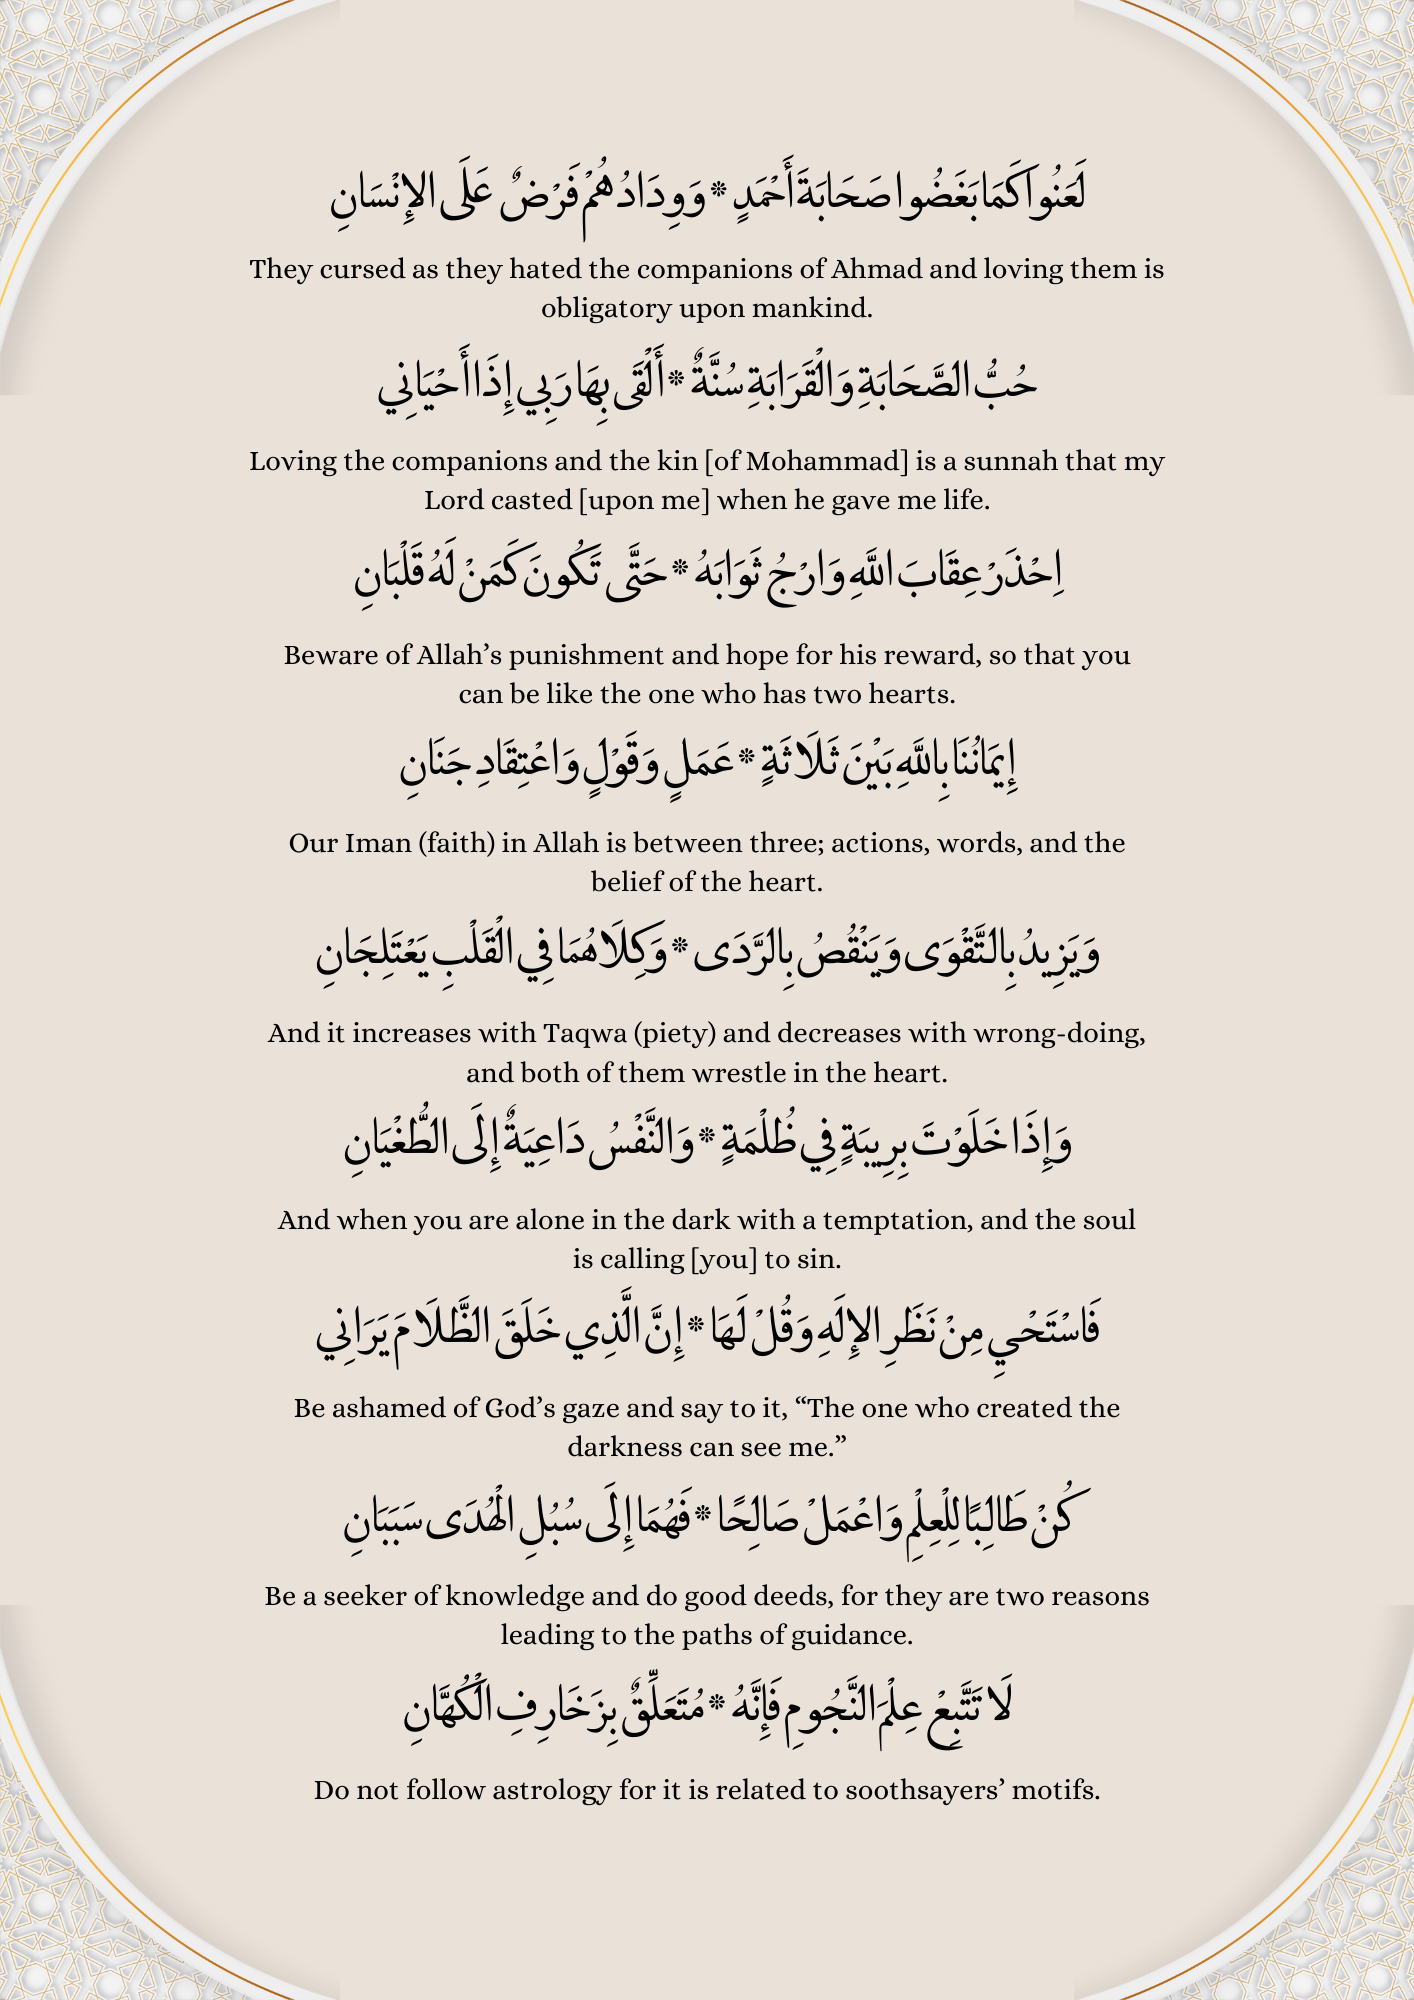 لَعَنُوا كَمَا بَغَضُوا صَحَابَةَ أَحْمَدٍ * وَوِدَادُهُمْ فَرْضٌ عَلَى الإِنْسَانِ
They cursed as they hated the companions of Ahmad and loving them is
obligatory upon mankind.
حُبُّ الصَّحَابَةِ وَالْقَرَابَةِ سُنَّةٌ * أَلْقَى بِهَا رَبِي إِذَا أَحْيَانِي
Loving the companions and the kin [of Mohammad] is a sunnah that my
Lord casted [upon me] when he gave me life.
اِحْذَرْ عِقَابَ اللَّهِ وَارْجُ ثَوَابَهُ * حَتَّى تَكُونَ كَمَنْ لَهُ قَلْبَانِ
Beware of Allah’s punishment and hope for his reward, so that you
can be like the one who has two hearts.
إِيمَانُنَا بِاللَّهِ بَيْنَ ثَلَاثَةٍ * عَمَلٍ وَقَوْلٍ وَاعْتِقَادِ جَنَانِ
Our Iman (faith) in Allah is between three; actions, words, and the
belief of the heart.
وَيَزِيدُ بِالتَّقْوَى وَيَنْقُصُ بِالرَّدَى * وَكِلَاهُمَا فِي الْقَلْبِ يَعْتَلِجَانِ
And it increases with Taqwa (piety) and decreases with wrong-doing,
and both of them wrestle in the heart.
وَإِذَا خَلَوْتَ بِرِيبَةٍ فِي ظُلْمَةٍ * وَالنَّفْسُ دَاعِيَةٌ إِلَى الطُّغْيَانِ
And when you are alone in the dark with a temptation, and the soul
is calling [you] to sin.
فَاسْتَحْيِ مِنْ نَظَرِ الإِلَهِ وَقُلْ لَهَا * إِنَّ الَّذِي خَلَقَ الظَّلَامَ يَرَانِي
Be ashamed of God’s gaze and say to it, “The one who created the
darkness can see me.”
كُنْ طَالِبًا لِلْعِلْمِ وَاعْمَلْ صَالِحًا * فَهُمَا إِلَى سُبُلِ الْهُدَى سَبَبَانِ
Be a seeker of knowledge and do good deeds, for they are two reasons
leading to the paths of guidance.
لَا تَتَّبِعْ عِلْمَ النَّجُومِ فَإِنَّهُ * مُتَعَلِّقٌ بِزَخَارِفِ الْكُهَّانِ
Do not follow astrology for it is related to soothsayers’ motifs.